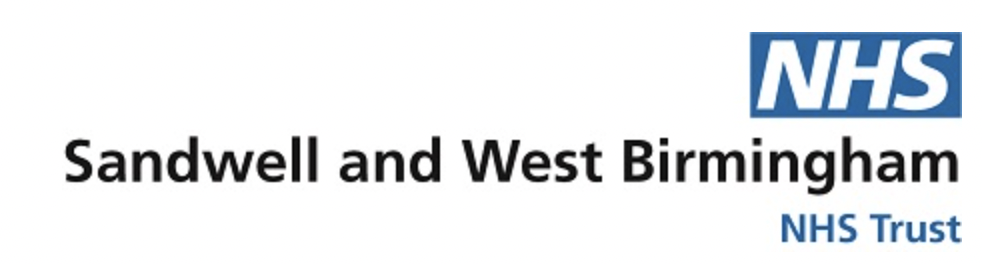 NHS
Sandwell and West Birmingham
NHS Trust